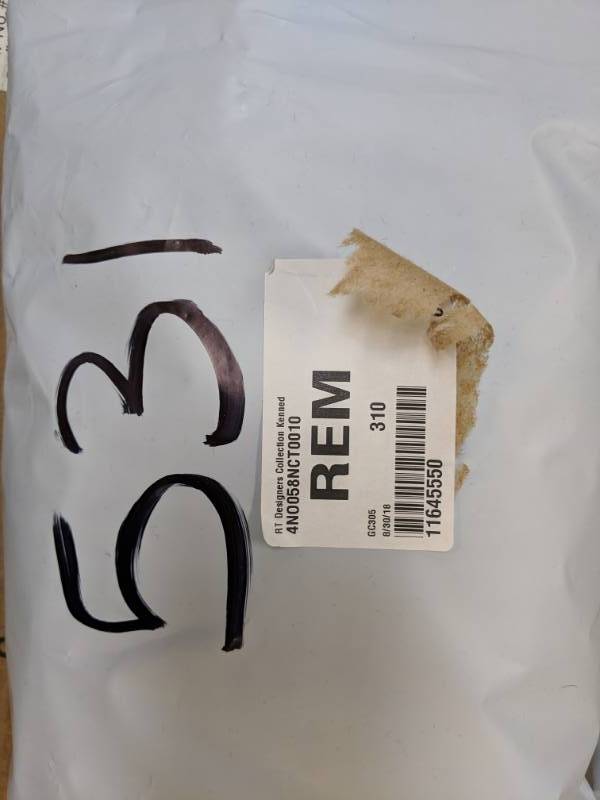 531
RT Designers Collection Kenned
4N0058NCT0010
REM
310
GC305
8/30/18
11645550